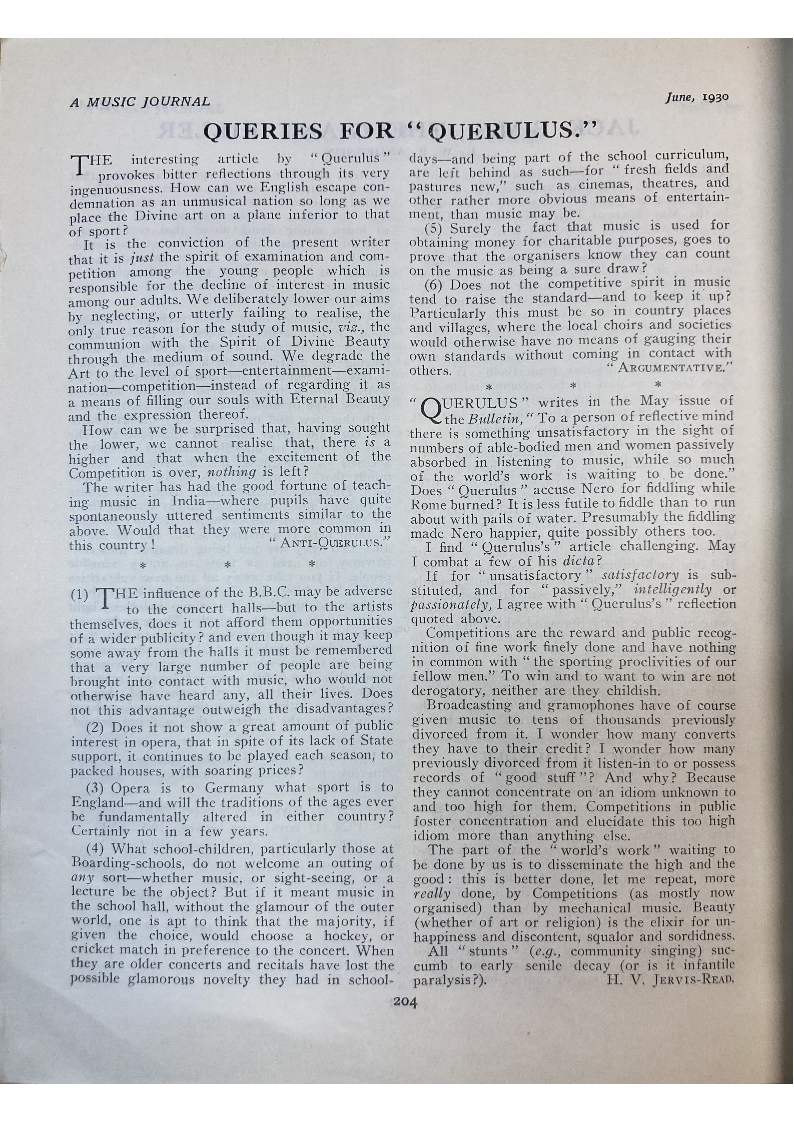 A MUSIC JOURNAL
June, 1930
QUERIES FOR “QUERULUS.”
THE interesting article by “Querulus”
provokes bitter reflections through its very
ingenuousness. How can we English escape con-
demnation as an unmusical nation so long as we
place the Divine art on a plane inferior to that
of sport?
It is the conviction of the present writer
that it is just the spirit of examination and com-
petition among the young people which is
responsible for the decline of interest in music
among our adults. We deliberately lower our aims
by neglecting, or utterly failing to realise, the
only true reason for the study of music, viz., the
communion with the Spirit of Divine Beauty
through the medium of sound. We degrade the
Art to the level of sport—entertainment—exami-
nation—competition—instead of regarding it as
a means of filling our souls with Eternal Beauty
and the expression thereof.
How can we be surprised that, having sought
the lower, we cannot realise that, there is a
higher and that when the excitement of the
Competition is over, nothing is left?
The writer has had the good fortune of teach-
ing music in India—where pupils have quite
spontaneously uttered sentiments similar to the
above. Would that they were more common in
this country! “ANTI-QUERULUS.”
* * *
(1) THE influence of the B.B.C. may be adverse
to the concert halls—but to the artists
themselves, does it not afford them opportunities
of a wider publicity? and even though it may keep
some away from the halls it must be remembered
that a very large number of people are being
brought into contact with music, who would not
otherwise have heard any, all their lives. Does
not this advantage outweigh the disadvantages?
(2) Does it not show a great amount of public
interest in opera, that in spite of its lack of State
support, it continues to be played each season, to
packed houses, with soaring prices?
(3) Opera is to Germany what sport is to
England—and will the traditions of the ages ever
be fundamentally altered in either country?
Certainly not in a few years.
(4) What school-children, particularly those at
Boarding-schools, do not welcome an outing of
any sort—whether music, or sight-seeing, or a
lecture be the object? But if it meant music in
the school hall, without the glamour of the outer
world, one is apt to think that the majority, if
given the choice, would choose a hockey, or
cricket match in preference to the concert. When
they are older concerts and recitals have lost the
possible glamorous novelty they had in school-
days—and being part of the school curriculum,
are left behind as such—for “fresh fields and
pastures new,” such as cinemas, theatres, and
other rather more obvious means of entertain-
ment, than music may be.
(5) Surely the fact that music is used for
obtaining money for charitable purposes, goes to
prove that the organisers know they can count
on the music as being a sure draw?
(6) Does not the competitive spirit in music
tend to raise the standard—and to keep it up?
Particularly this must be so in country places
and villages, where the local choirs and societies
would otherwise have no means of gauging their
own standards without coming in contact with
others. “ARGUMENTATIVE.”
* * *
“QUERULUS” writes in the May issue of
the Bulletin, “To a person of reflective mind
there is something unsatisfactory in the sight of
numbers of able-bodied men and women passively
absorbed in listening to music, while so much
of the world's work is waiting to be done.”
Does “Querulus” accuse Nero for fiddling while
Rome burned? It is less futile to fiddle than to run
about with pails of water. Presumably the fiddling
made Nero happier, quite possibly others too.
I find “Querulus's” article challenging. May
I combat a few of his dicta?
If for “unsatisfactory” satisfactory is sub-
stituted, and for “passively,” intelligently or
passionately, I agree with “Querulus's” reflection
quoted above.
Competitions are the reward and public recog-
nition of fine work finely done and have nothing
in common with “the sporting proclivities of our
fellow men.” To win and to want to win are not
derogatory, neither are they childish.
Broadcasting and gramophones have of course
given music to tens of thousands previously
divorced from it. I wonder how many converts
they have to their credit? I wonder how many
previously divorced from it listen-in to or possess
records of “good stuff”? And why? Because
they cannot concentrate on an idiom unknown to
and too high for them. Competitions in public
foster concentration and elucidate this too high
idiom more than anything else.
The part of the “world's work” waiting to
be done by us is to disseminate the high and the
good: this is better done, let me repeat, more
really done, by Competitions (as mostly now
organised) than by mechanical music. Beauty
(whether of art or religion) is the elixir for un-
happiness and discontent, squalor and sordidness.
All “stunts” (e.g., community singing) suc-
cumb to early senile decay (or is it infantile
paralysis?). H. V. JERVIS-READ.
204